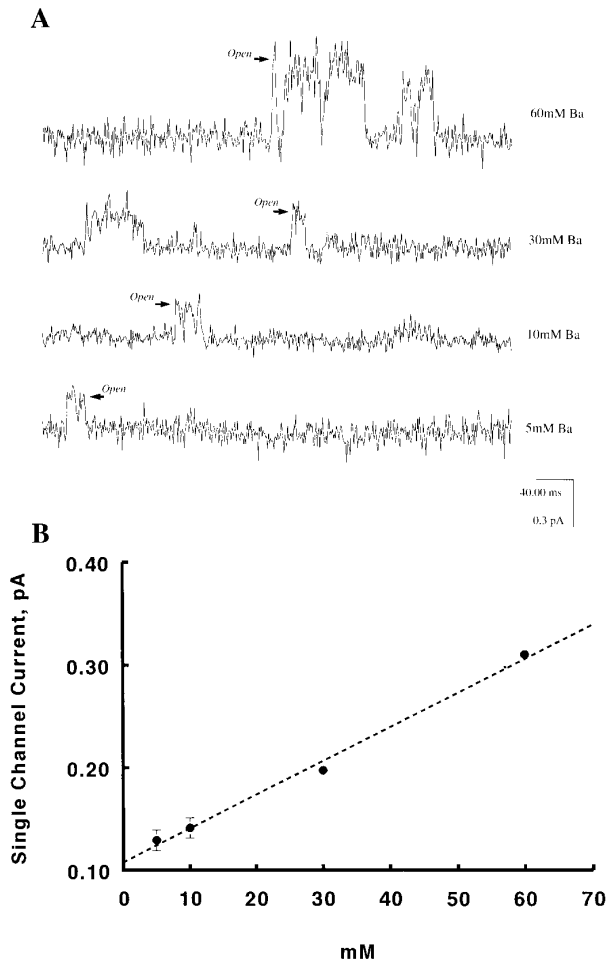 A
Open
60mM Ba
Open
30mM Ba
Open
10mM Ba
Open
5mM Ba
40.00 ms
0.3 pA
B
Single Channel Current, pA
0.40
0.30
0.20
0.10
0 10 20 30 40 50 60 70
mM